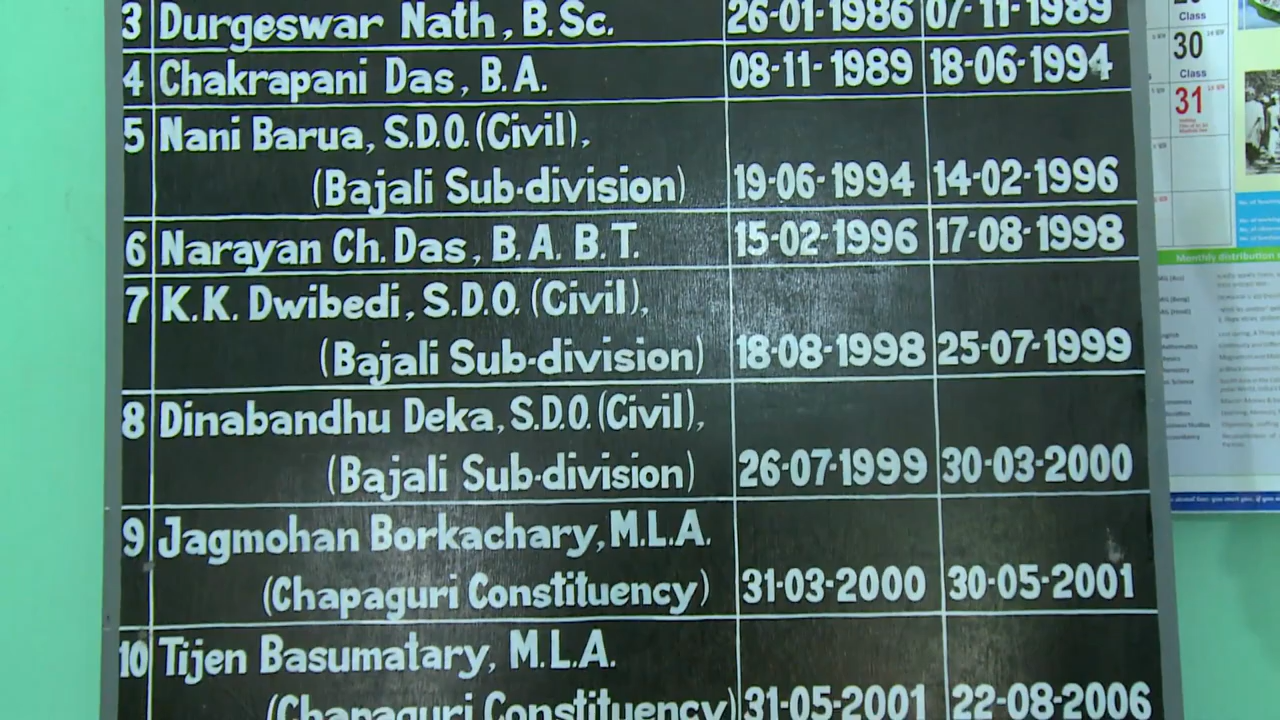 3 Durgeswar Nath, B.Sc. 26-01-1986 07-11-1989
4 Chakrapani Das, B.A. 08-11-1989 18-06-1994
5 Nani Barua, S.D.O. (Civil),
(Bajali Sub-division) 19-06-1994 14-02-1996
6 Narayan Ch. Das, B.A. B.T. 15-02-1996 17-08-1998
7 K.K. Dwibedi, S.D.O. (Civil),
(Bajali Sub-division) 18-08-1998 25-07-1999
8 Dinabandhu Deka, S.D.O. (Civil),
(Bajali Sub-division) 26-07-1999 30-03-2000
9 Jagmohan Borkachary, M.L.A.
(Chapaguri Constituency) 31-03-2000 30-05-2001
10 Tijen Basumatary, M.L.A.
(Chapaguri Constituency) 31-05-2001 22-08-2006
Class
30
Class
31
Monthly distribution